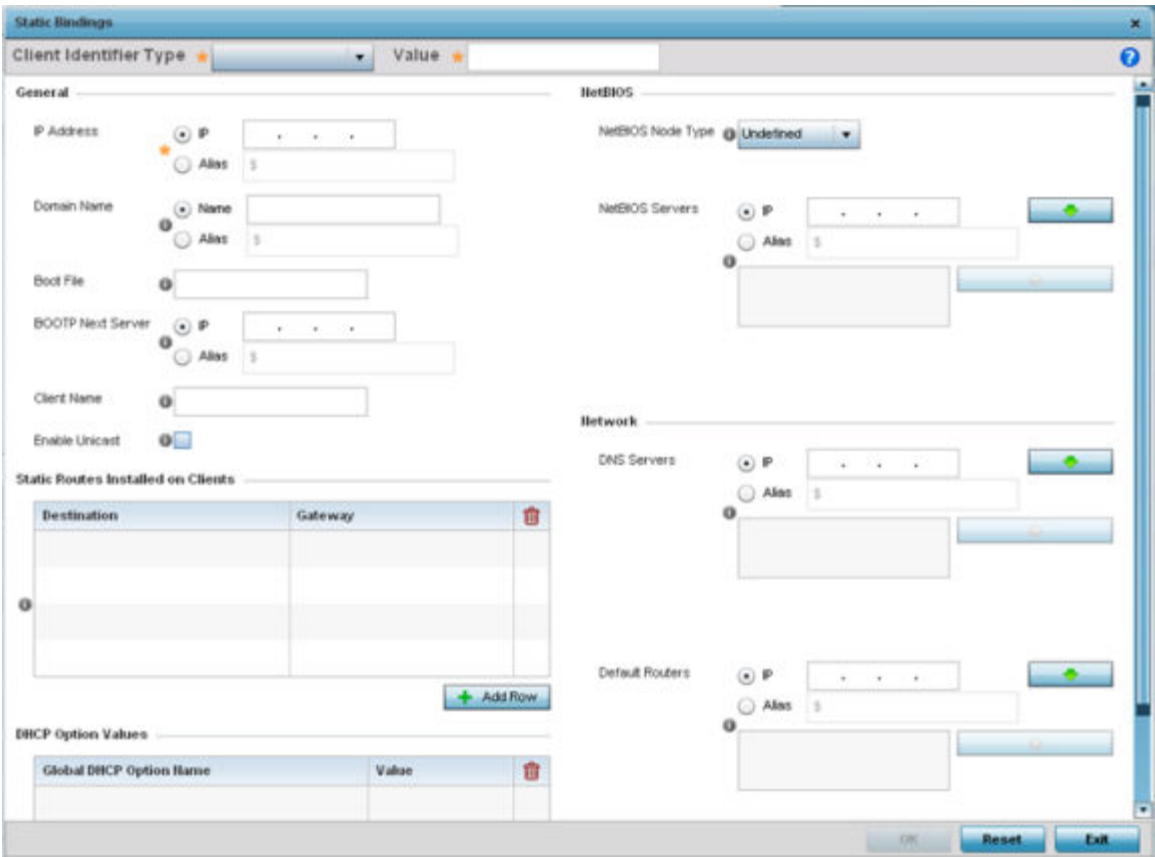 Static Bindings
Client Identifier Type
Value
General
IP Address
IP
. . .
Alias
$
Domain Name
Name
Alias
$
Boot File
BOOTP Next Server
IP
. . .
Alias
$
Client Name
Enable Unicast
Static Routes Installed on Clients
Destination Gateway
Add Row
DHCP Option Values
Global DHCP Option Name Value
NetBIOS
NetBIOS Node Type Undefined
NetBIOS Servers
IP
. . .
Alias
$
Network
DNS Servers
IP
. . .
Alias
$
Default Routers
IP
. . .
Alias
$
OK Reset Exit